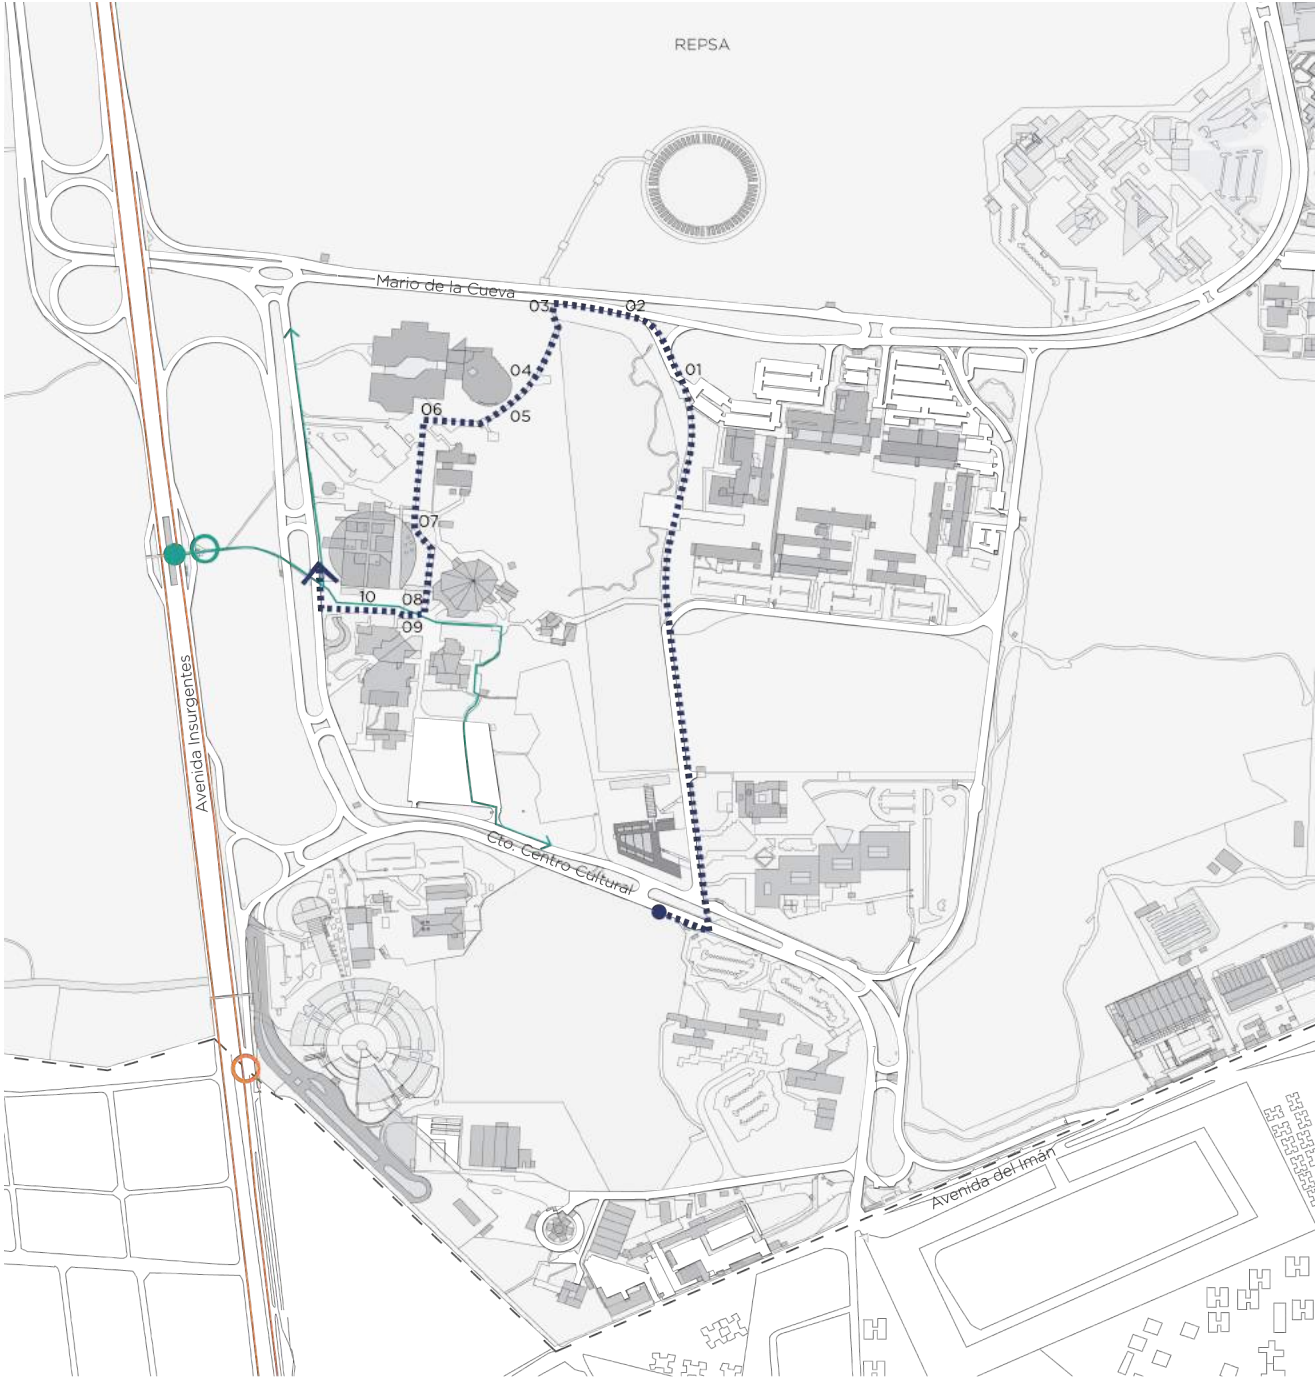 REPSA
Mario de la Cueva
03
02
01
04
05
06
07
10
08
09
Avenida Insurgentes
Cto. Centro Cultural
Avenida del Imán